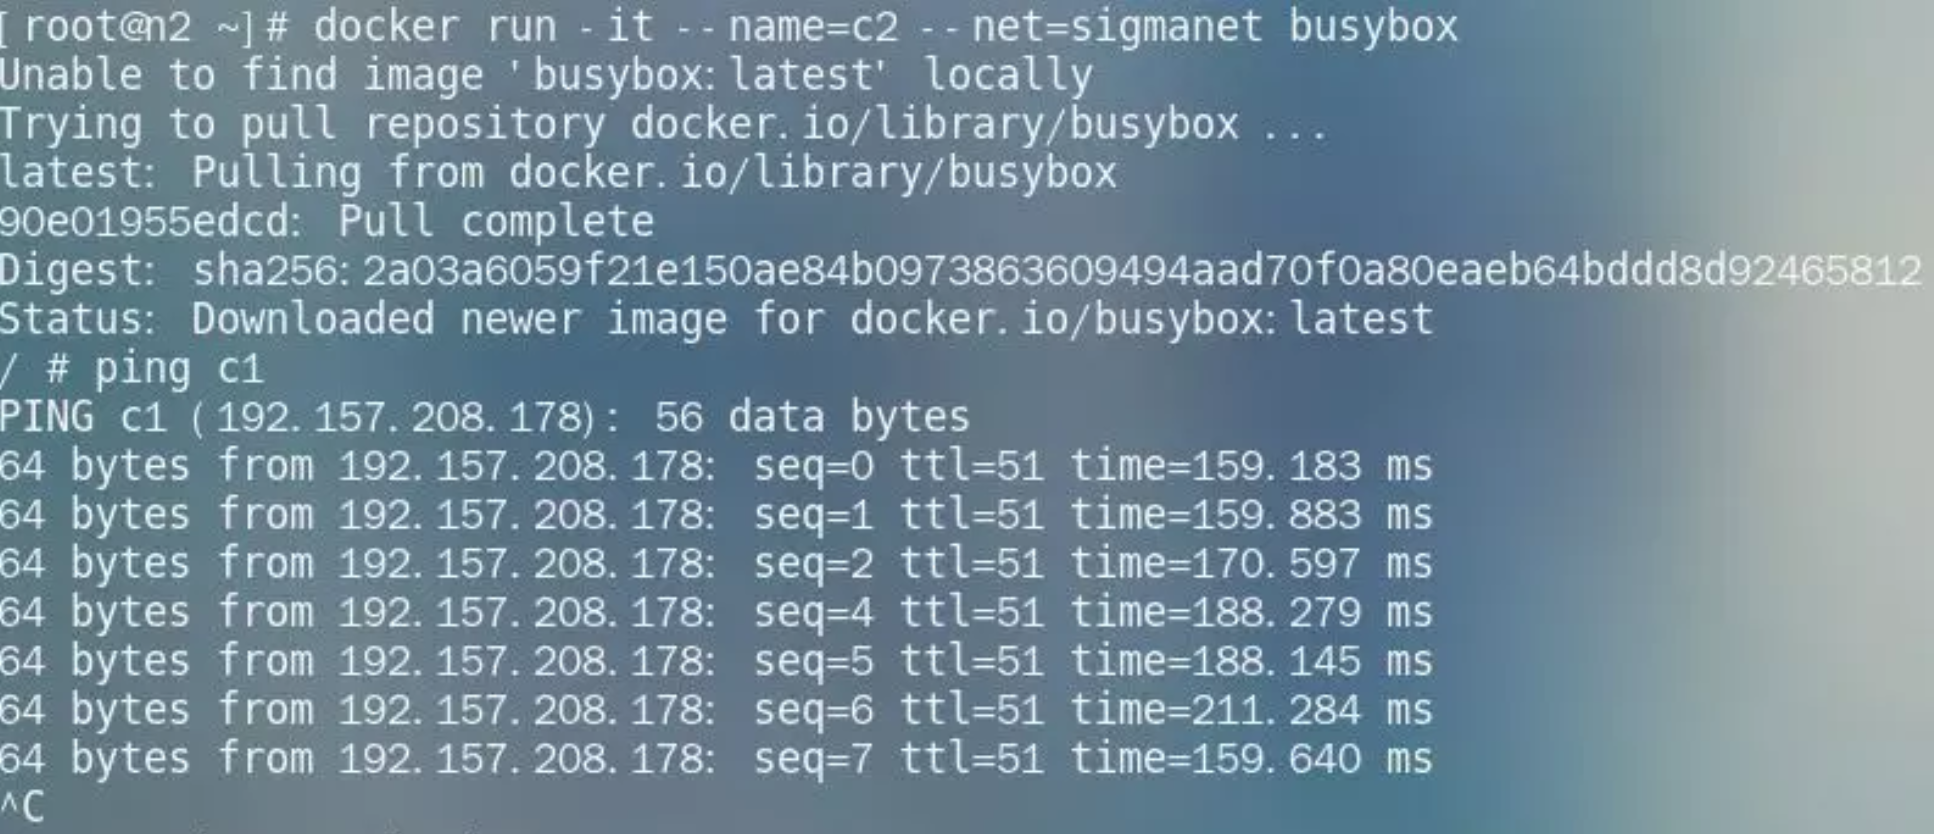 [root@n2 ~]# docker run -it --name=c2 --net=sigmanet busybox
Unable to find image 'busybox:latest' locally
Trying to pull repository docker.io/library/busybox ...
latest: Pulling from docker.io/library/busybox
90e01955edcd: Pull complete
Digest: sha256:2a03a6059f21e150ae84b0973863609494aad70f0a80eaeb64bddd8d92465812
Status: Downloaded newer image for docker.io/busybox:latest
/ # ping c1
PING c1 (192.157.208.178): 56 data bytes
64 bytes from 192.157.208.178: seq=0 ttl=51 time=159.183 ms
64 bytes from 192.157.208.178: seq=1 ttl=51 time=159.883 ms
64 bytes from 192.157.208.178: seq=2 ttl=51 time=170.597 ms
64 bytes from 192.157.208.178: seq=4 ttl=51 time=188.279 ms
64 bytes from 192.157.208.178: seq=5 ttl=51 time=188.145 ms
64 bytes from 192.157.208.178: seq=6 ttl=51 time=211.284 ms
64 bytes from 192.157.208.178: seq=7 ttl=51 time=159.640 ms
^C